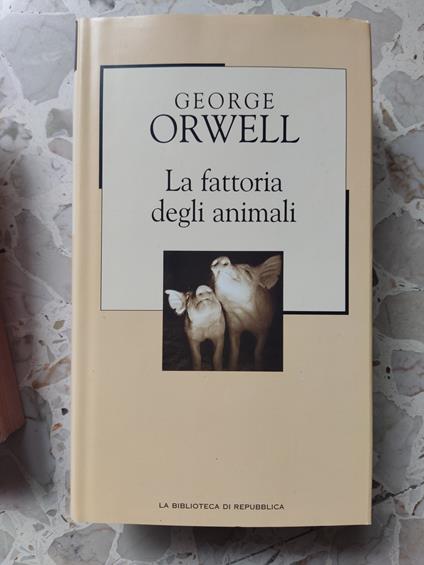 GEORGE
ORWELL
La fattoria
degli animali
LA BIBLIOTECA DI REPUBBLICA